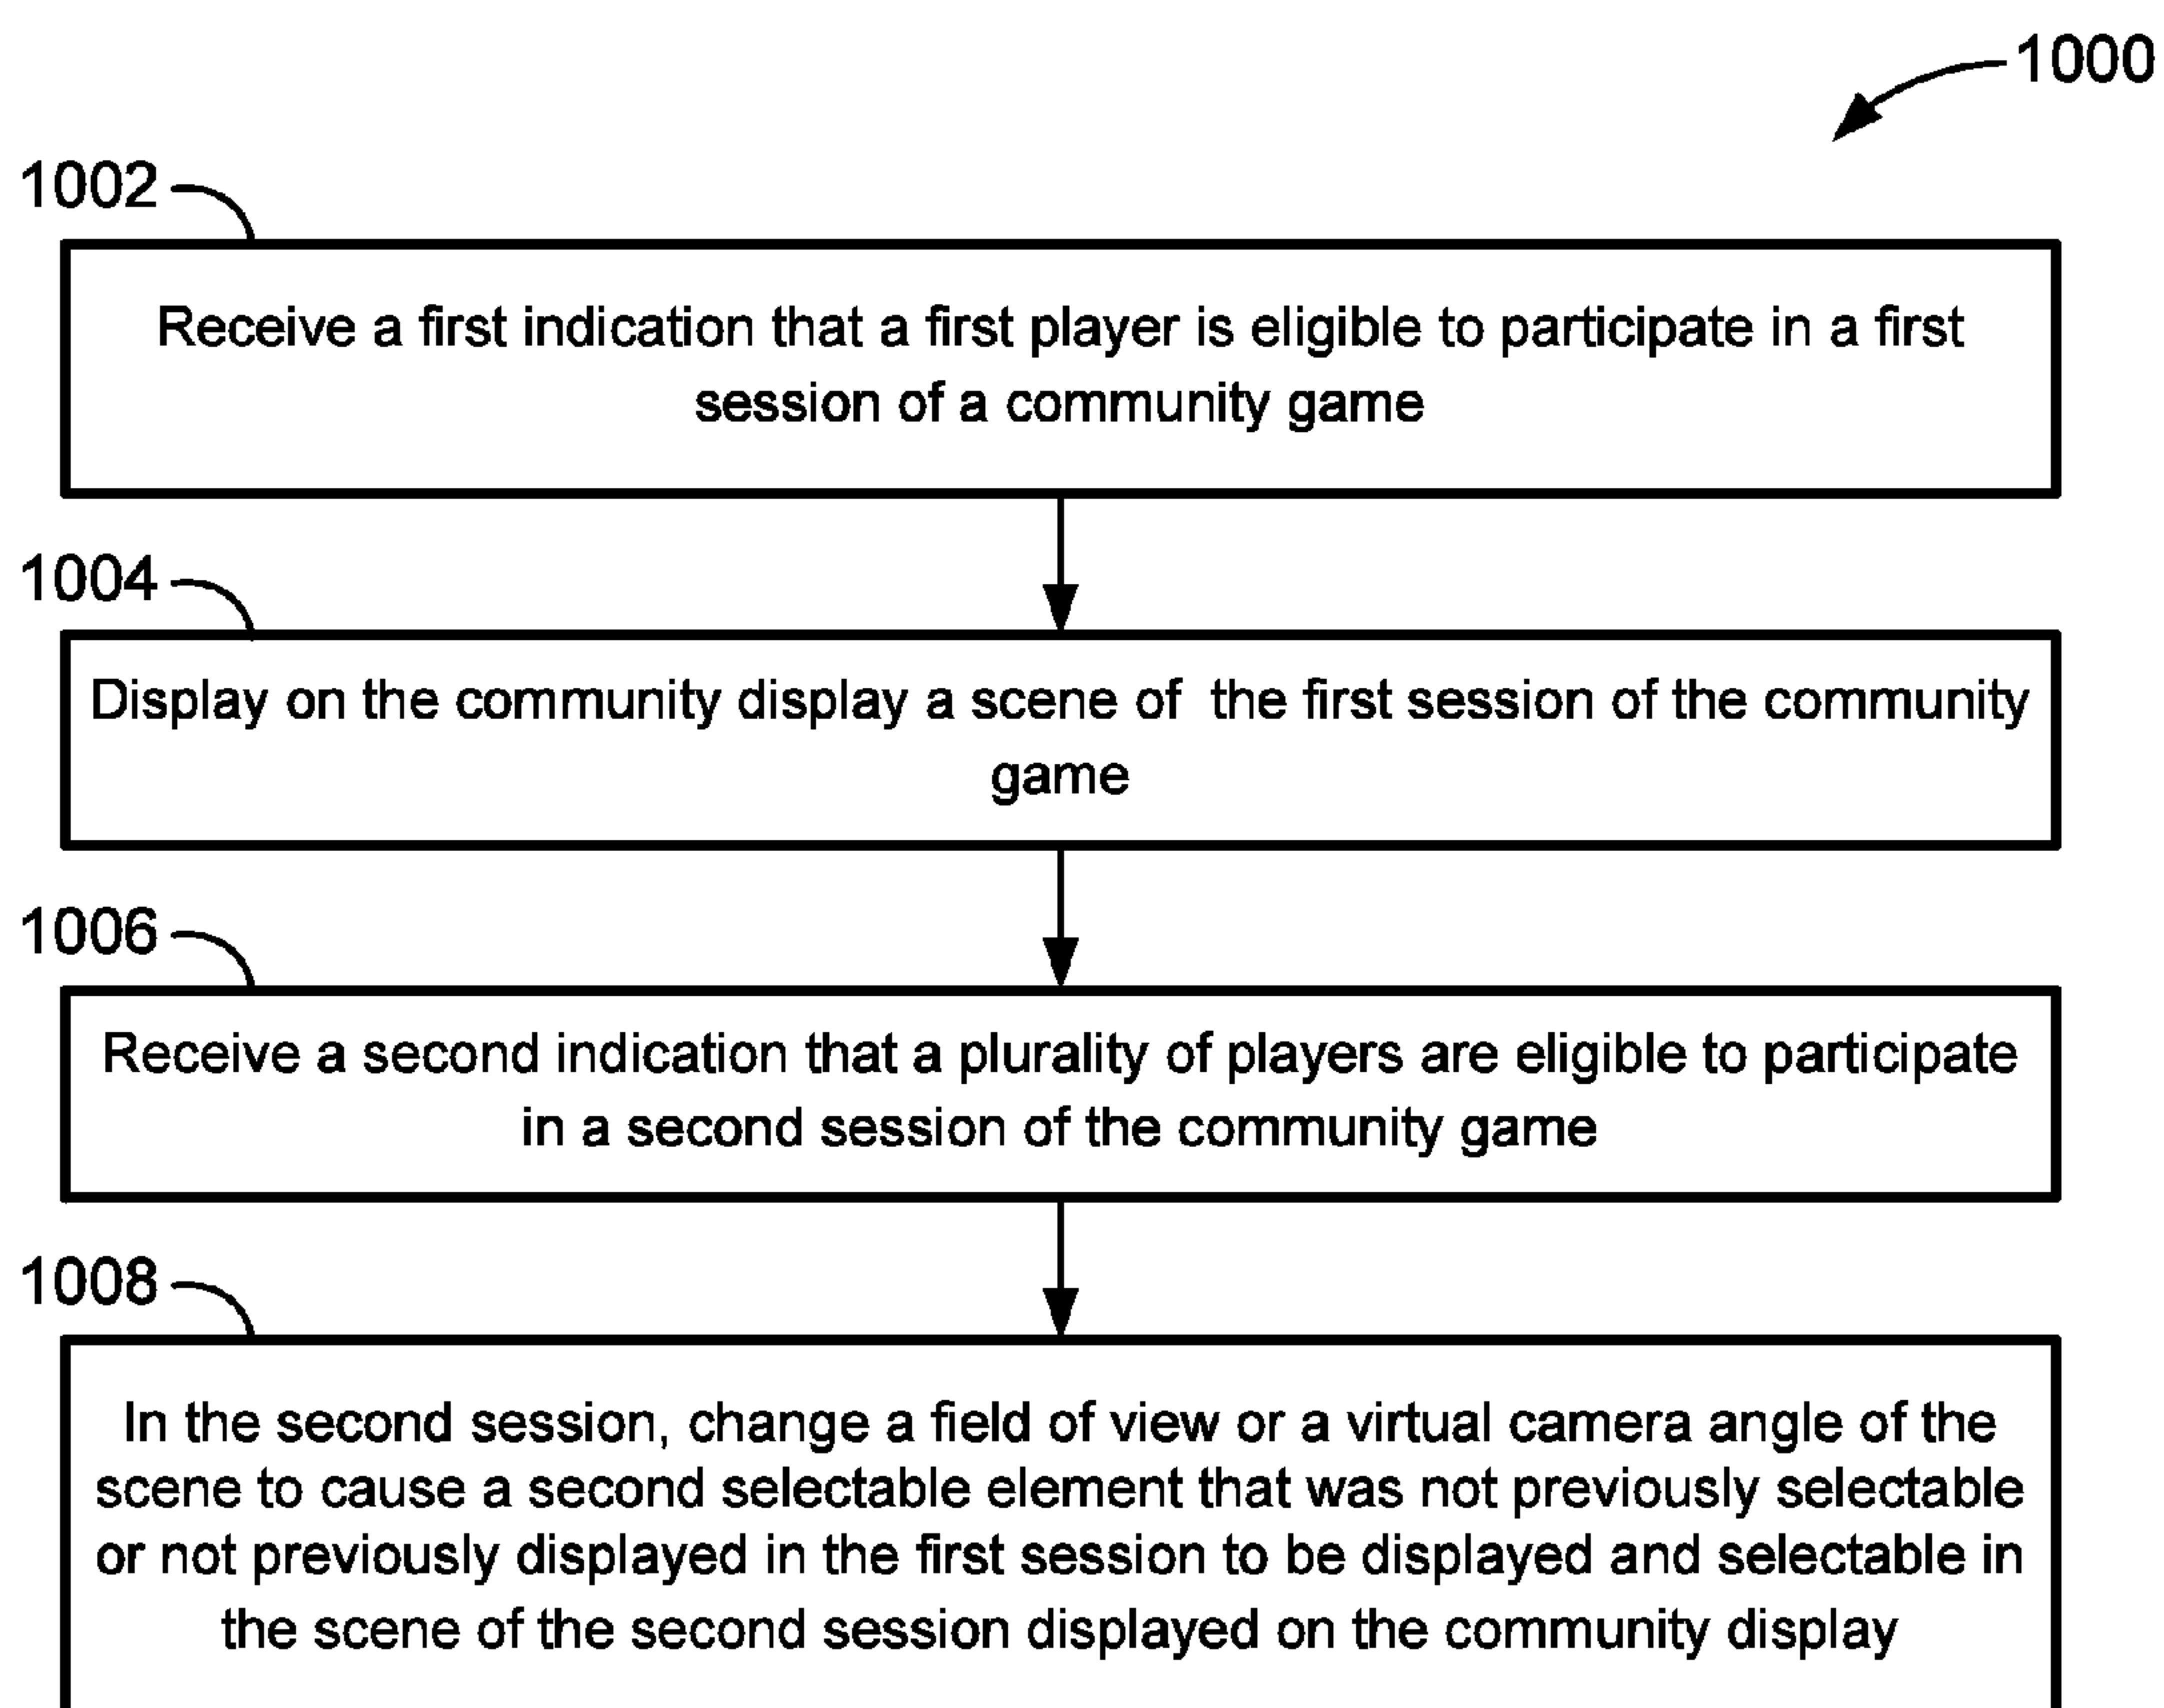 1000
1002
Receive a first indication that a first player is eligible to participate in a first
session of a community game
1004
Display on the community display a scene of the first session of the community
game
1006
Receive a second indication that a plurality of players are eligible to participate
in a second session of the community game
1008
In the second session, change a field of view or a virtual camera angle of the
scene to cause a second selectable element that was not previously selectable
or not previously displayed in the first session to be displayed and selectable in
the scene of the second session displayed on the community display